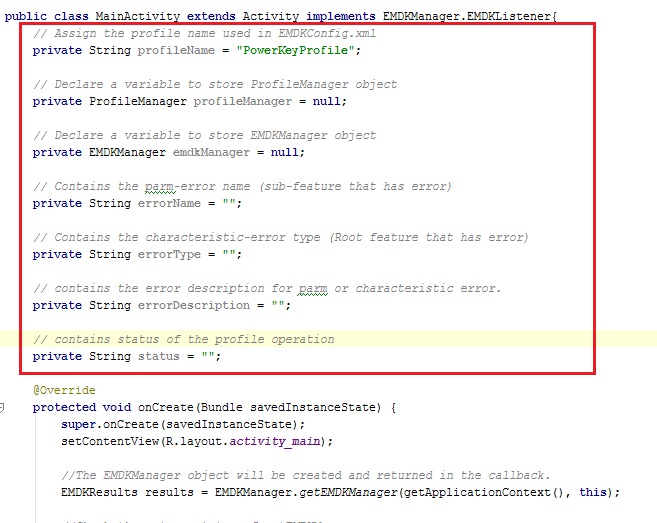 public class MainActivity extends Activity implements EMDKManager.EMDKListener{
// Assign the profile name used in EMDKConfig.xml
private String profileName = "PowerKeyProfile";
// Declare a variable to store ProfileManager object
private ProfileManager profileManager = null;
// Declare a variable to store EMDKManager object
private EMDKManager emdkManager = null;
// Contains the parm-error name (sub-feature that has error)
private String errorName = "";
// Contains the characteristic-error type (Root feature that has error)
private String errorType = "";
// contains the error description for parm or characteristic error.
private String errorDescription = "";
// contains status of the profile operation
private String status = "";
@Override
protected void onCreate(Bundle savedInstanceState) {
super.onCreate(savedInstanceState);
setContentView(R.layout.activity_main);
//The EMDKManager object will be created and returned in the callback.
EMDKResults results = EMDKManager.getEMDKManager(getApplicationContext(), this);